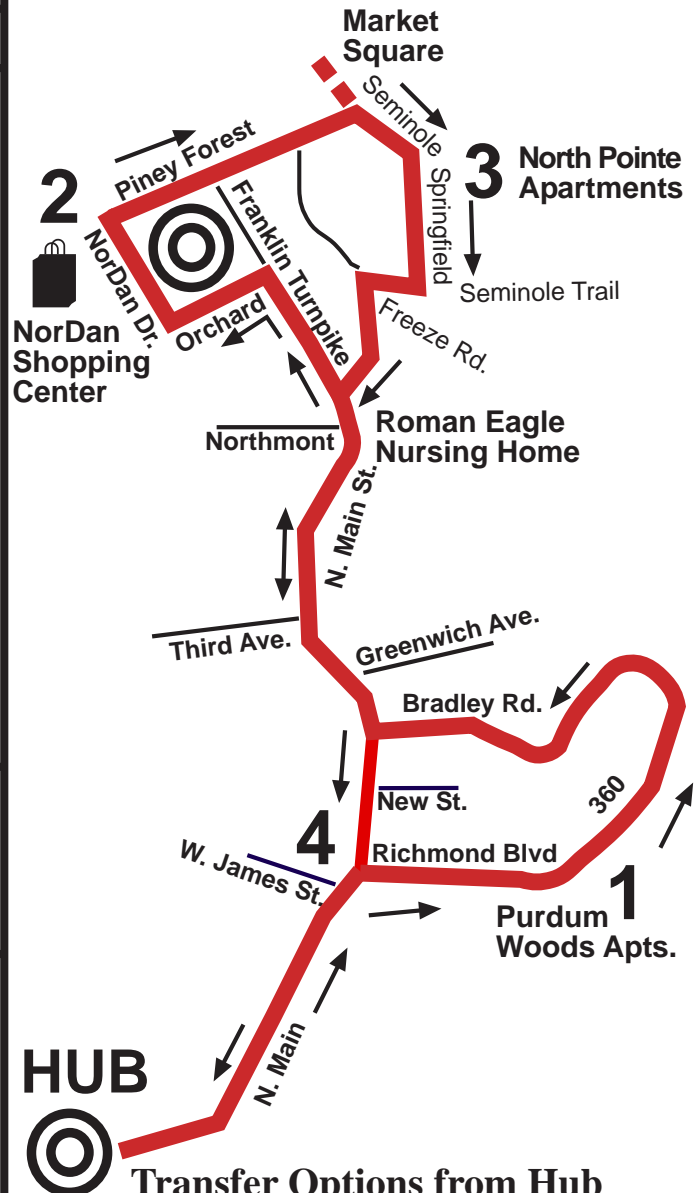 Market
Square
Seminole
Piney Forest
3
North Pointe
Apartments
2
Franklin Turnpike
Springfield
NorDan Dr.
Seminole Trail
Orchard
Freeze Rd.
NorDan
Shopping
Center
Roman Eagle
Nursing Home
Northmont
N. Main St.
Third Ave.
Greenwich Ave.
Bradley Rd.
360
New St.
4
W. James St.
Richmond Blvd
1
Purdum
Woods Apts.
N. Main
HUB
Transfer Options from Hub